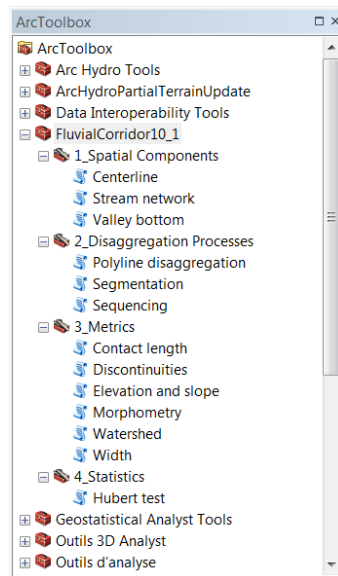 ArcToolbox
ArcToolbox
Arc Hydro Tools
ArcHydroPartialTerrainUpdate
Data Interoperability Tools
FluvialCorridor10_1
1_Spatial Components
Centerline
Stream network
Valley bottom
2_Disaggregation Processes
Polyline disaggregation
Segmentation
Sequencing
3_Metrics
Contact length
Discontinuities
Elevation and slope
Morphometry
Watershed
Width
4_Statistics
Hubert test
Geostatistical Analyst Tools
Outils 3D Analyst
Outils d'analyse